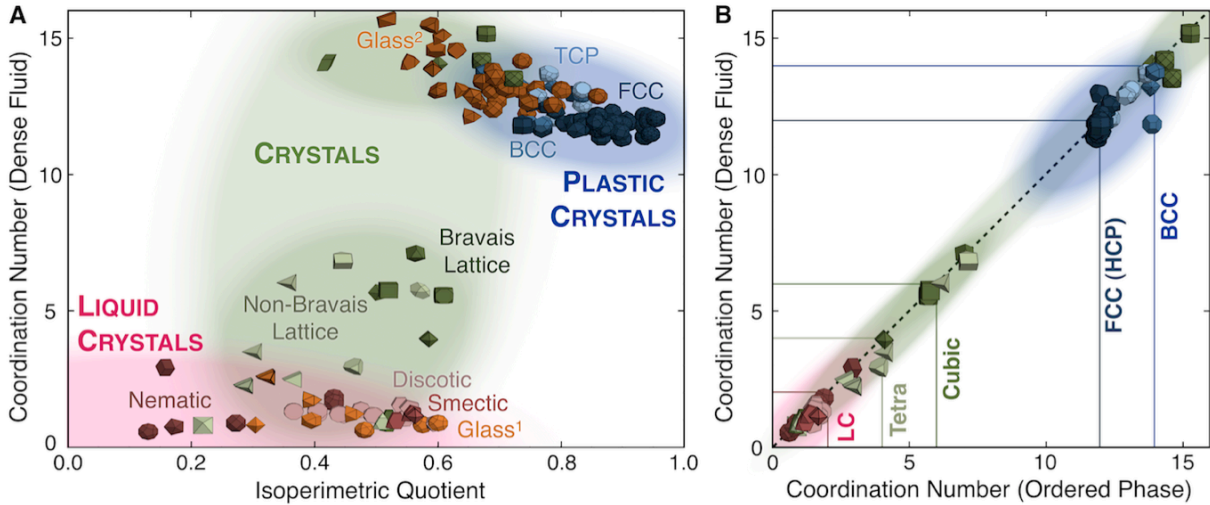 A
B
Coordination Number (Dense Fluid)
15
10
5
0
Glass²
TCP
FCC
BCC
CRYSTALS
PLASTIC
CRYSTALS
Bravais
Lattice
Non-Bravais
Lattice
LIQUID
CRYSTALS
Nematic
Discotic
Smectic
Glass¹
0.0
0.2
0.4
0.6
0.8
1.0
Isoperimetric Quotient
Coordination Number (Dense Fluid)
15
10
5
0
LC
Tetra
Cubic
FCC (HCP)
BCC
0
5
10
15
Coordination Number (Ordered Phase)